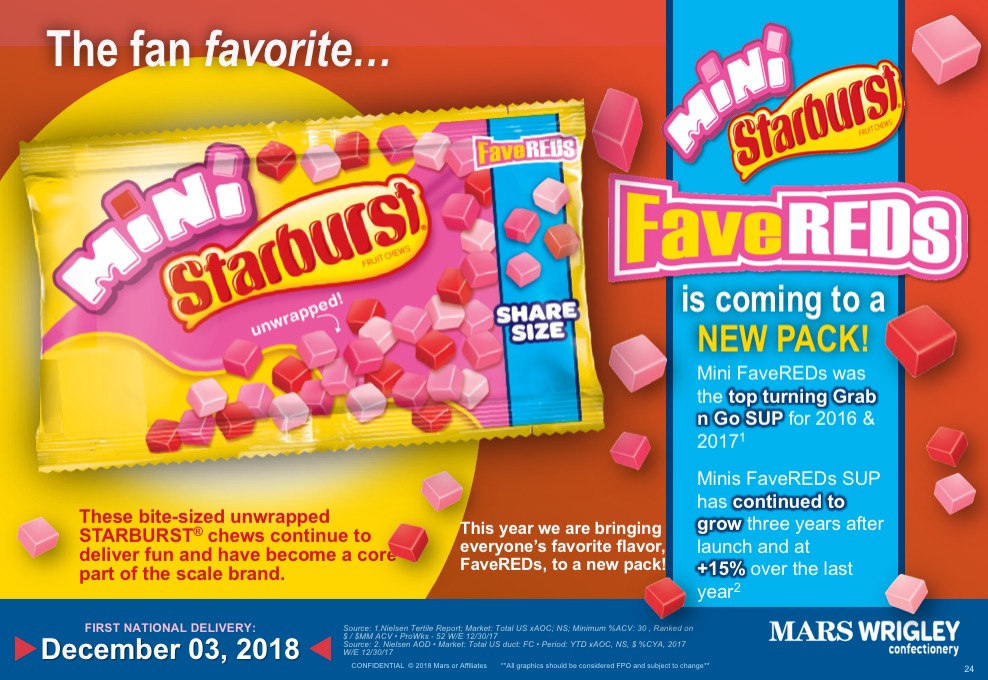 The fan favorite...
MINI
Starburst
FRUIT CHEWS
FaveREDs
is coming to a
NEW PACK!
Mini FaveREDs was
the top turning Grab
n Go SUP for 2016 &
2017¹
Minis FaveREDs SUP
has continued to
grow three years after
launch and at
+15% over the last
year²
FaveREDs
MINI
Starburst®
FRUIT CHEWS
unwrapped!
SHARE
SIZE
These bite-sized unwrapped
STARBURST® chews continue to
deliver fun and have become a core
part of the scale brand.
This year we are bringing
everyone's favorite flavor,
FaveREDs, to a new pack!
FIRST NATIONAL DELIVERY:
December 03, 2018
Source: 1.Nielsen Tertile Report; Market: Total US xAOC; NS; Minimum %ACV: 30 , Ranked on
$ / $MM ACV • ProWks - 52 W/E 12/30/17
Source: 2. Nielsen AOD • Market: Total US duct: FC • Period: YTD xAOC, NS, $ %CYA, 2017
W/E 12/30/17
CONFIDENTIAL © 2018 Mars or Affiliates **All graphics should be considered FPO and subject to change**
MARS WRIGLEY
confectionery
24